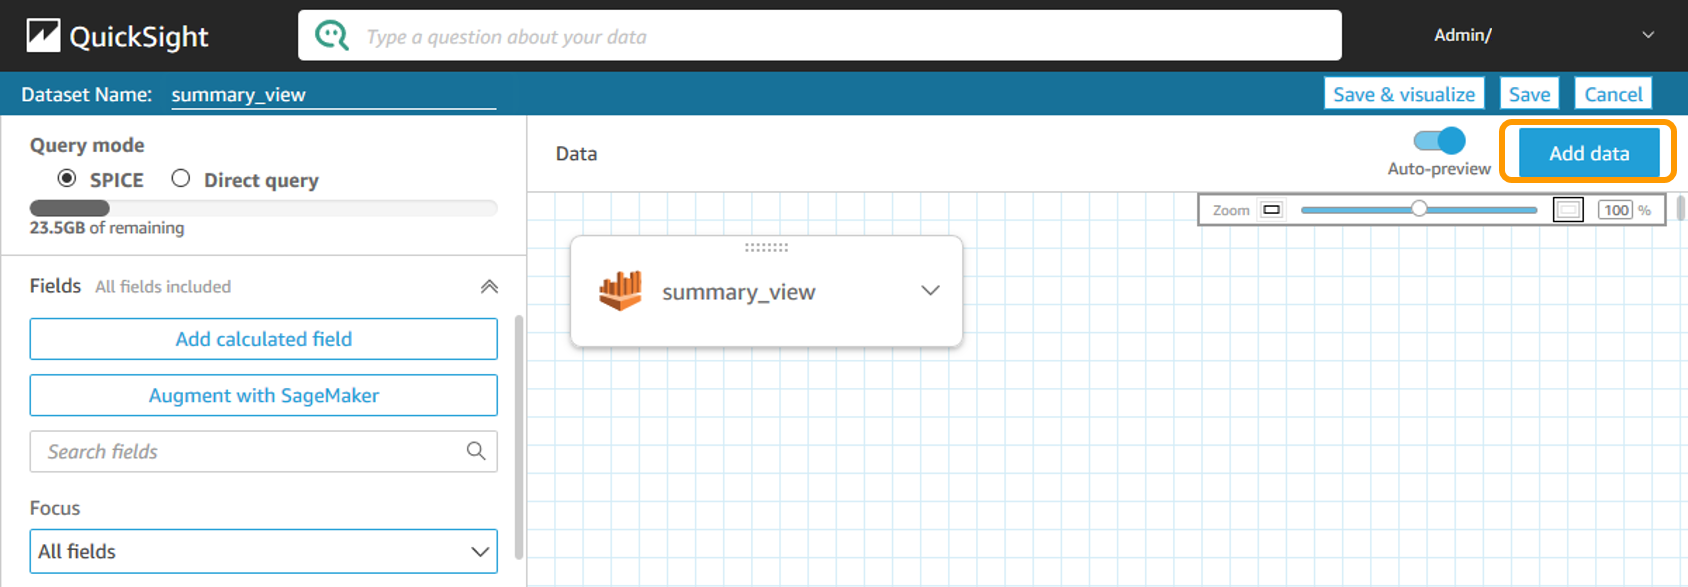 QuickSight
Type a question about your data
Admin/
Dataset Name: summary_view
Save & visualize
Save
Cancel
Query mode
SPICE
Direct query
23.5GB of remaining
Data
Auto-preview
Add data
Zoom
100 %
Fields All fields included
summary_view
Add calculated field
Augment with SageMaker
Search fields
Focus
All fields